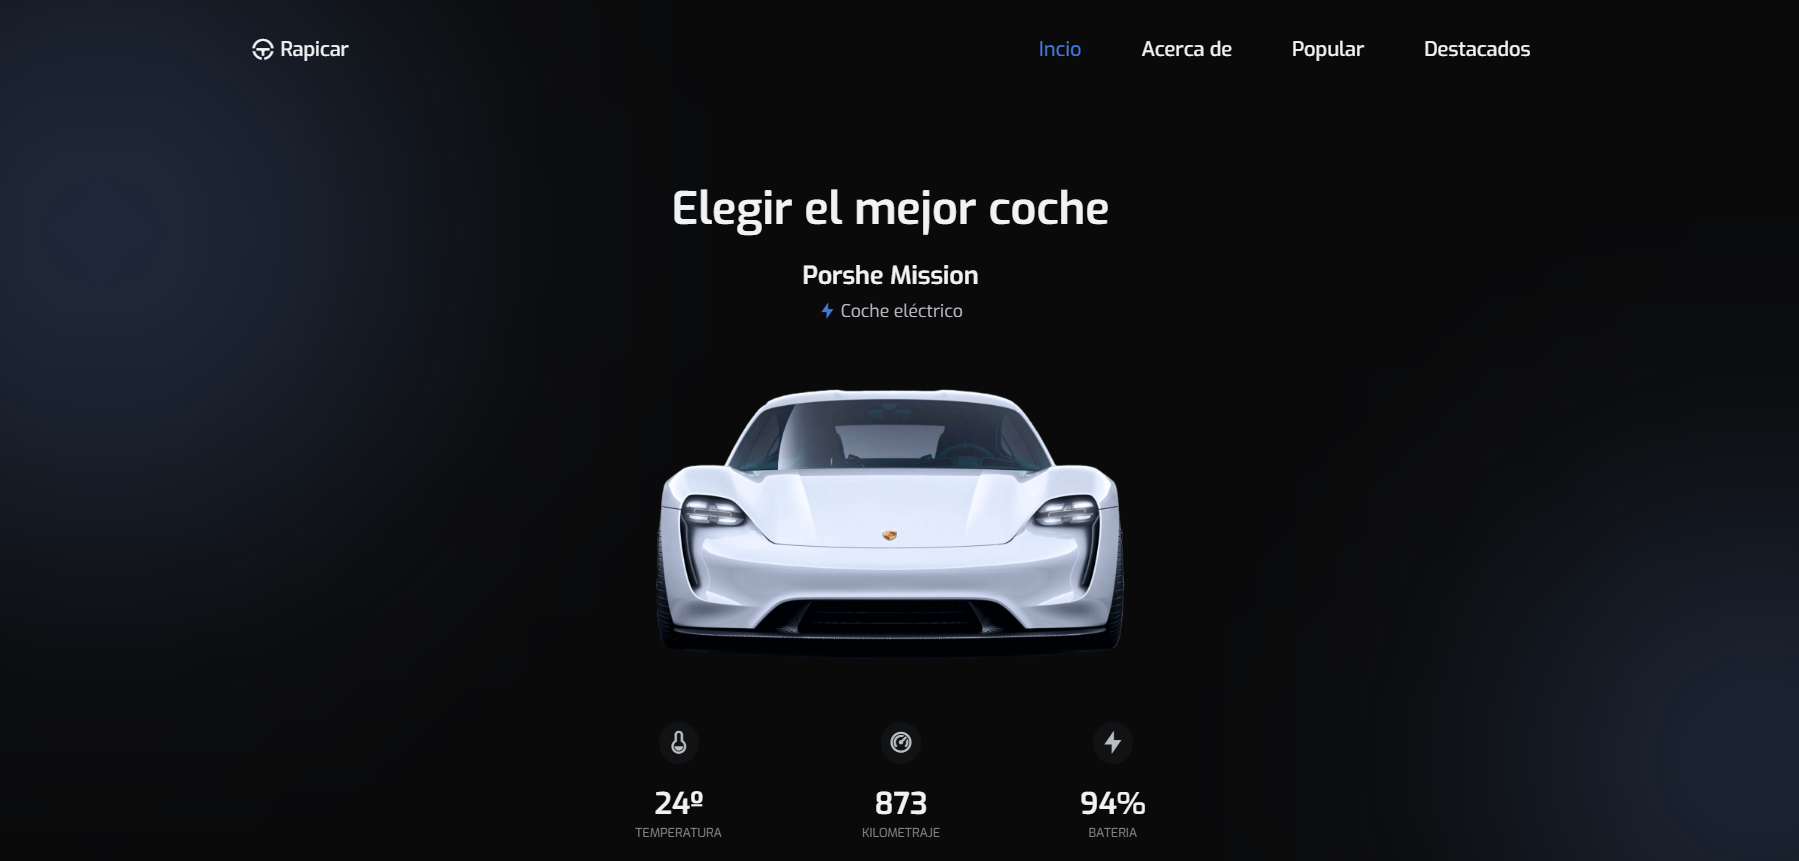 Rapicar
Incio
Acerca de
Popular
Destacados
Elegir el mejor coche
Porshe Mission
Coche eléctrico
24º
873
94%
TEMPERATURA
KILOMETRAJE
BATERIA